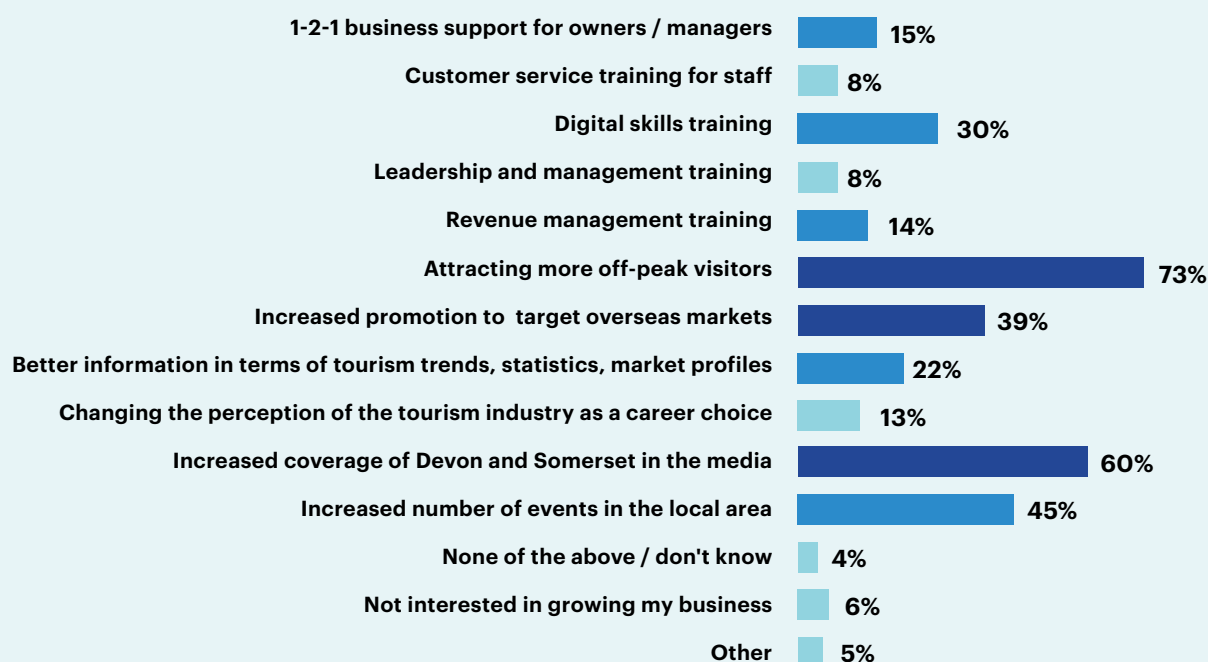 1-2-1 business support for owners / managers 15%
Customer service training for staff 8%
Digital skills training 30%
Leadership and management training 8%
Revenue management training 14%
Attracting more off-peak visitors 73%
Increased promotion to  target overseas markets 39%
Better information in terms of tourism trends, statistics, market profiles 22%
Changing the perception of the tourism industry as a career choice 13%
Increased coverage of Devon and Somerset in the media 60%
Increased number of events in the local area 45%
None of the above / don't know 4%
Not interested in growing my business 6%
Other 5%